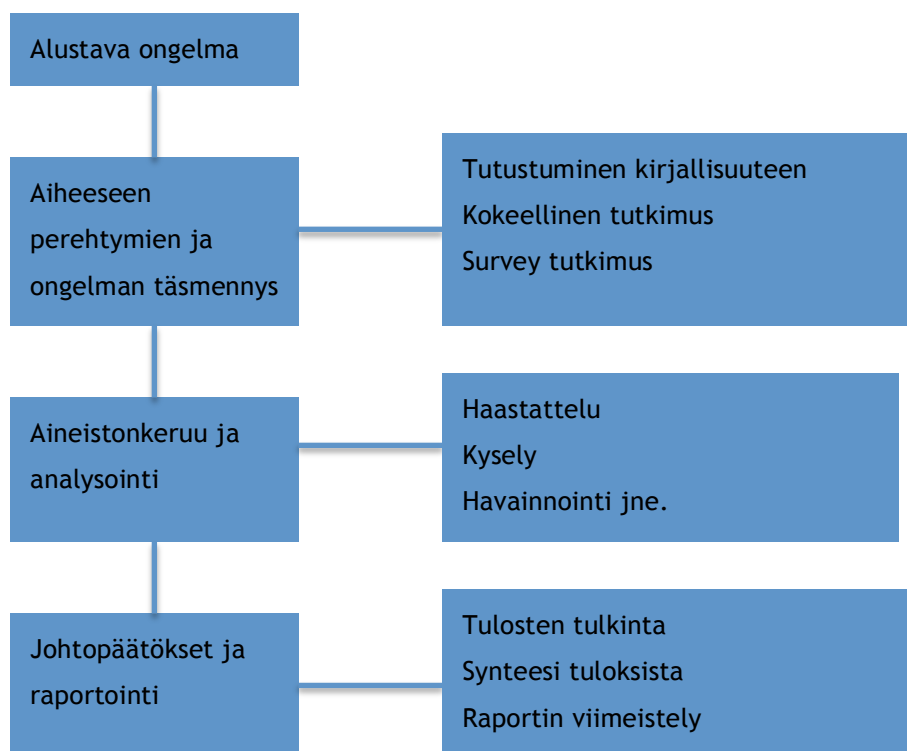 Alustava ongelma
Aiheeseen
perehtymien ja
ongelman täsmennys
Tutustuminen kirjallisuuteen
Kokeellinen tutkimus
Survey tutkimus
Aineistonkeruu ja
analysointi
Haastattelu
Kysely
Havainnointi jne.
Johtopäätökset ja
raportointi
Tulosten tulkinta
Synteesi tuloksista
Raportin viimeistely